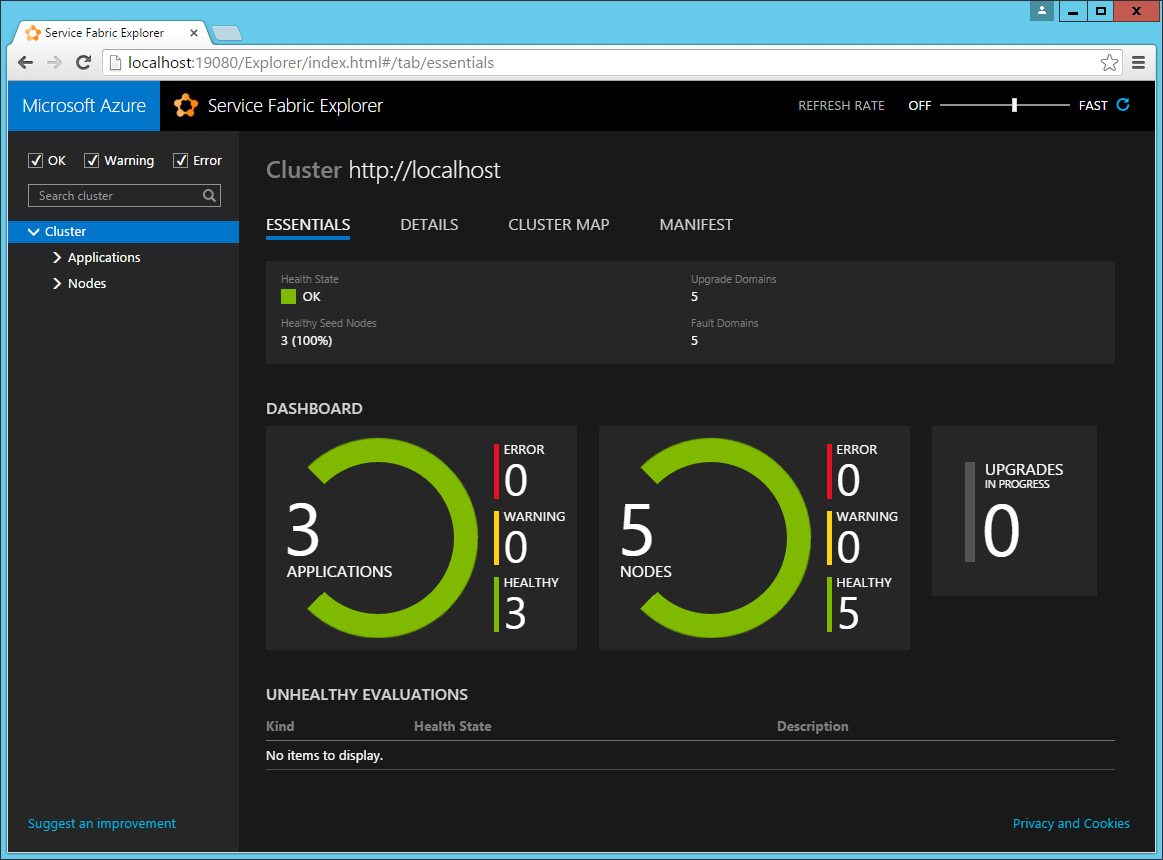 Service Fabric Explorer
localhost:19080/Explorer/index.html#/tab/essentials
Microsoft Azure
Service Fabric Explorer
REFRESH RATE OFF FAST
OK Warning Error
Search cluster
Cluster
Applications
Nodes
Cluster http://localhost
ESSENTIALS DETAILS CLUSTER MAP MANIFEST
Health State
OK
Upgrade Domains
5
Healthy Seed Nodes
3 (100%)
Fault Domains
5
DASHBOARD
3
APPLICATIONS
ERROR
0
WARNING
0
HEALTHY
3
5
NODES
ERROR
0
WARNING
0
HEALTHY
5
UPGRADES
IN PROGRESS
0
UNHEALTHY EVALUATIONS
Kind Health State Description
No items to display.
Suggest an improvement
Privacy and Cookies